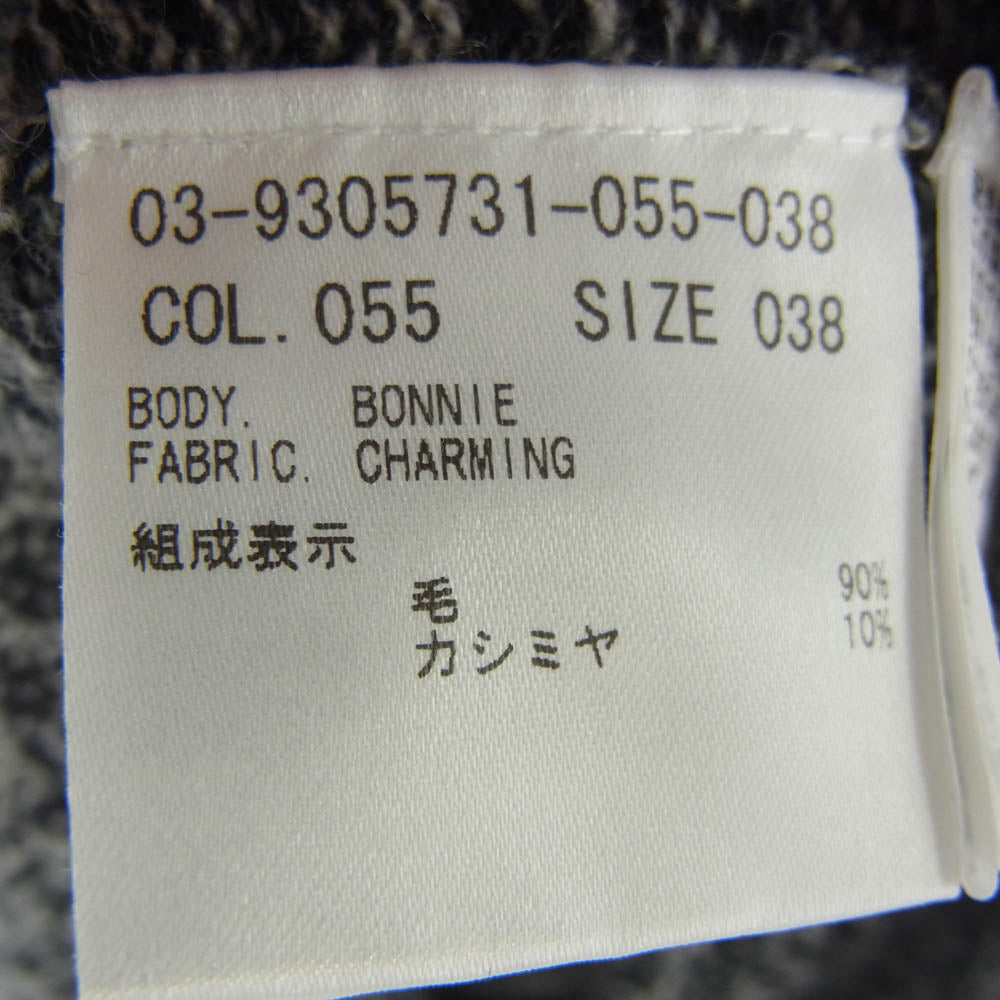 03-9305731-055-038
COL. 055 SIZE 038
BODY. BONNIE
FABRIC. CHARMING
組成表示
毛 90%
カシミヤ 10%